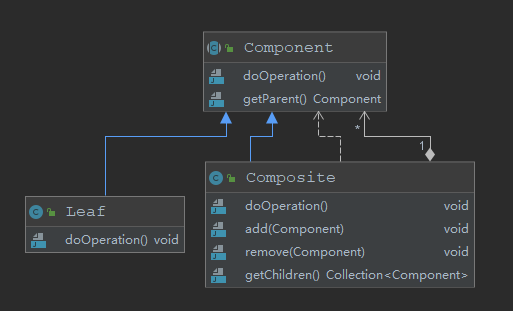 Component
doOperation() void
getParent() Component
* 1
Composite
doOperation() void
add(Component) void
remove(Component) void
getChildren() Collection<Component>
Leaf
doOperation() void